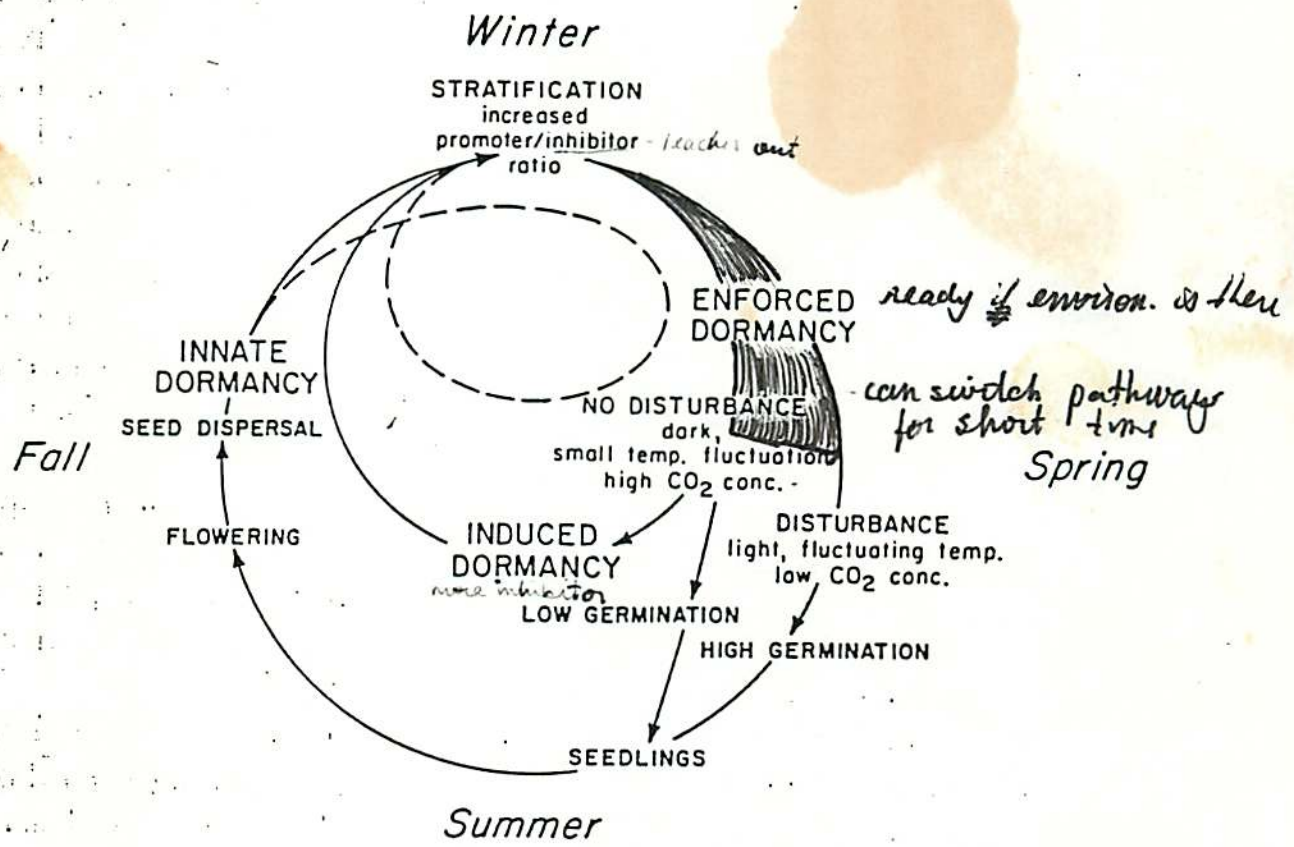 Winter
STRATIFICATION
increased
promoter/inhibitor - leaches out
ratio
ENFORCED
DORMANCY
ready if environ. is there
INNATE
DORMANCY
can switch pathways
for short time
NO DISTURBANCE
dark,
small temp. fluctuation
high CO2 conc.
SEED DISPERSAL
Fall
Spring
FLOWERING
INDUCED
DORMANCY
more inhibitor
DISTURBANCE
light, fluctuating temp.
low CO2 conc.
LOW GERMINATION
HIGH GERMINATION
SEEDLINGS
Summer